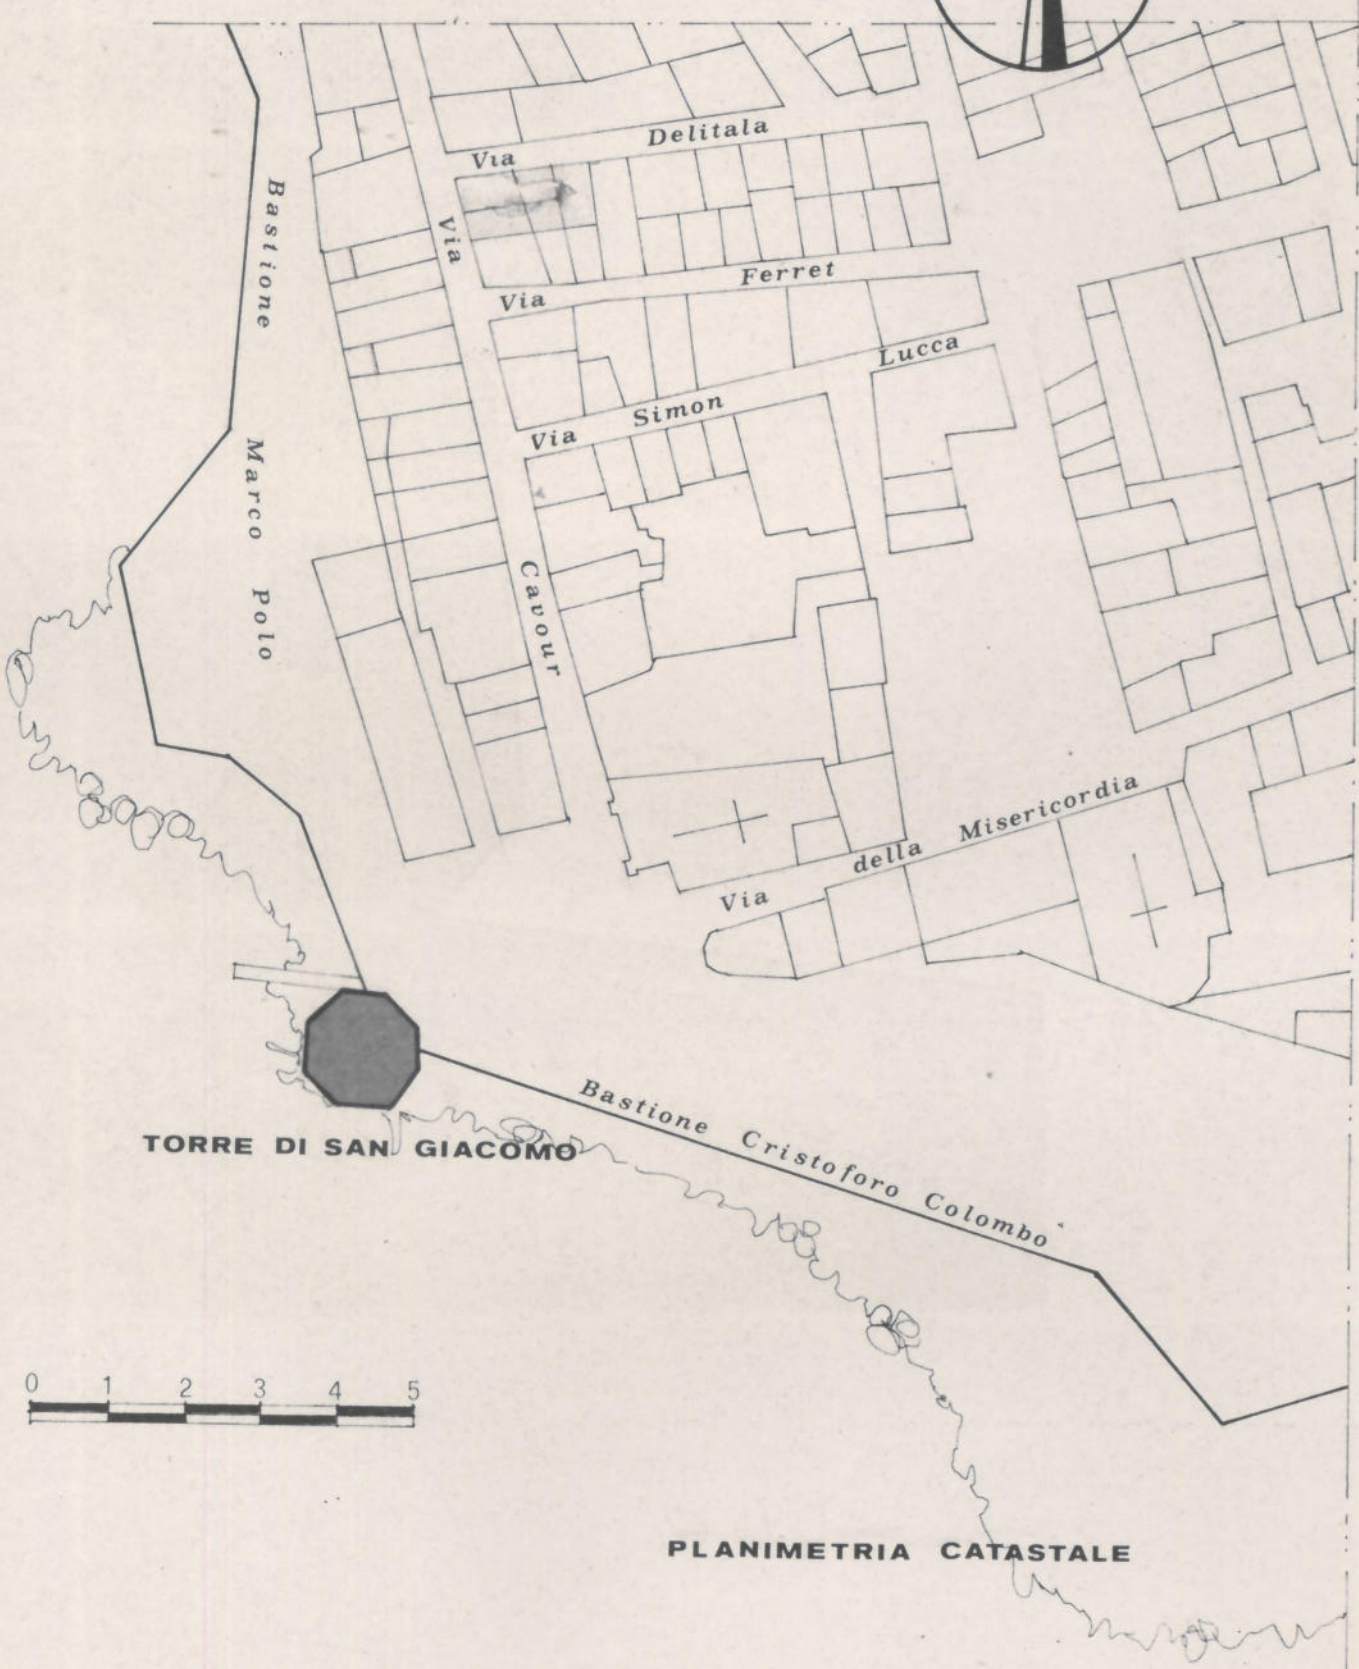 Via Delitala
Via Ferret
Via Simon Lucca
Via Cavour
Bastione Marco Polo
Via della Misericordia
TORRE DI SAN GIACOMO
Bastione Cristoforo Colombo
0 1 2 3 4 5
PLANIMETRIA CATASTALE